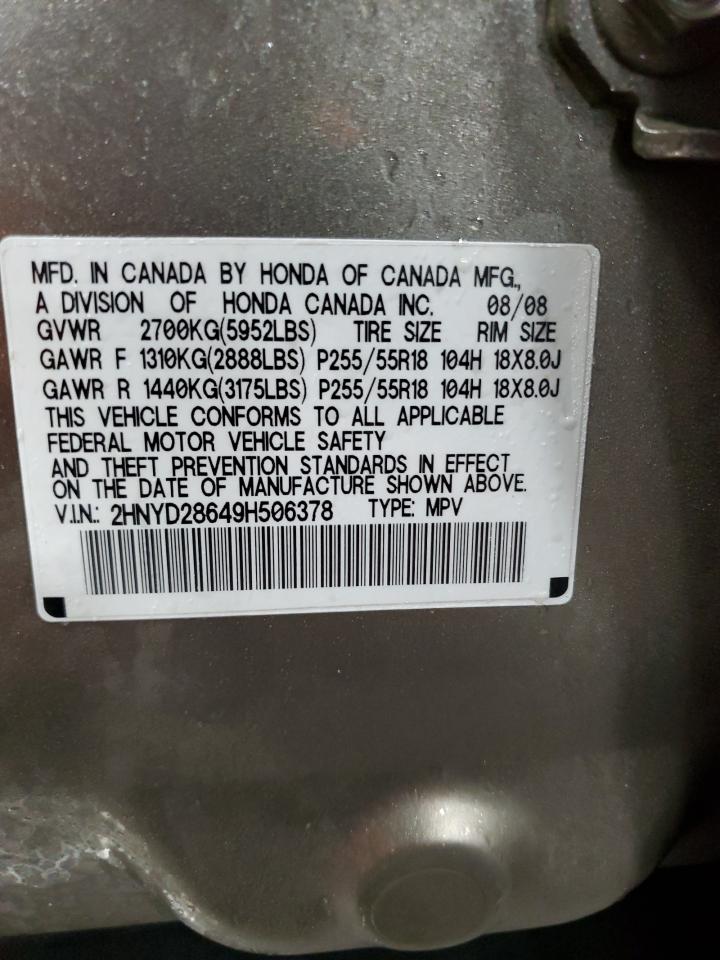 MFD. IN CANADA BY HONDA OF CANADA MFG.,
A DIVISION OF HONDA CANADA INC. 08/08
GVWR 2700KG(5952LBS) TIRE SIZE RIM SIZE
GAWR F 1310KG(2888LBS) P255/55R18 104H 18X8.0J
GAWR R 1440KG(3175LBS) P255/55R18 104H 18X8.0J
THIS VEHICLE CONFORMS TO ALL APPLICABLE
FEDERAL MOTOR VEHICLE SAFETY
AND THEFT PREVENTION STANDARDS IN EFFECT
ON THE DATE OF MANUFACTURE SHOWN ABOVE.
V.I.N.: 2HNYD28649H506378 TYPE: MPV